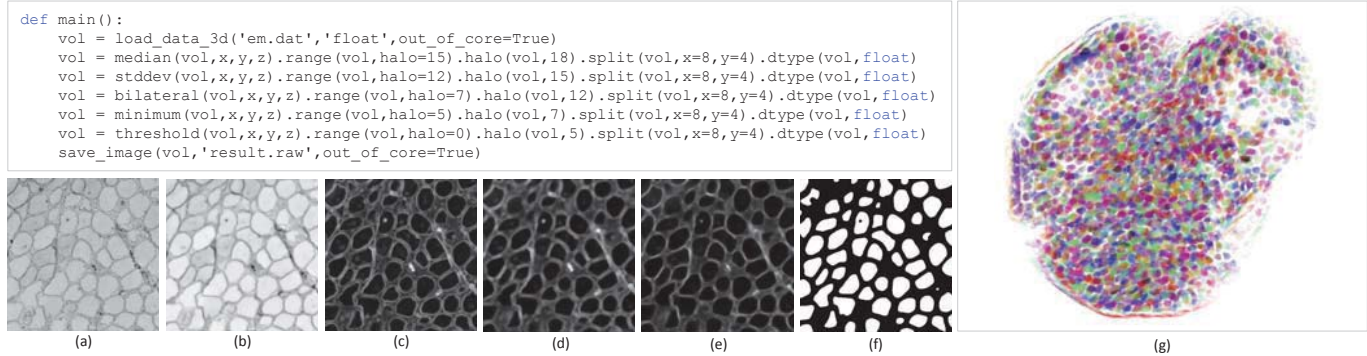 def main():
    vol = load_data_3d('em.dat','float',out_of_core=True)
    vol = median(vol,x,y,z).range(vol,halo=15).halo(vol,18).split(vol,x=8,y=4).dtype(vol,float)
    vol = stddev(vol,x,y,z).range(vol,halo=12).halo(vol,15).split(vol,x=8,y=4).dtype(vol,float)
    vol = bilateral(vol,x,y,z).range(vol,halo=7).halo(vol,12).split(vol,x=8,y=4).dtype(vol,float)
    vol = minimum(vol,x,y,z).range(vol,halo=5).halo(vol,7).split(vol,x=8,y=4).dtype(vol,float)
    vol = threshold(vol,x,y,z).range(vol,halo=0).halo(vol,5).split(vol,x=8,y=4).dtype(vol,float)
    save_image(vol,'result.raw',out_of_core=True)
(a) (b) (c) (d) (e) (f) (g)